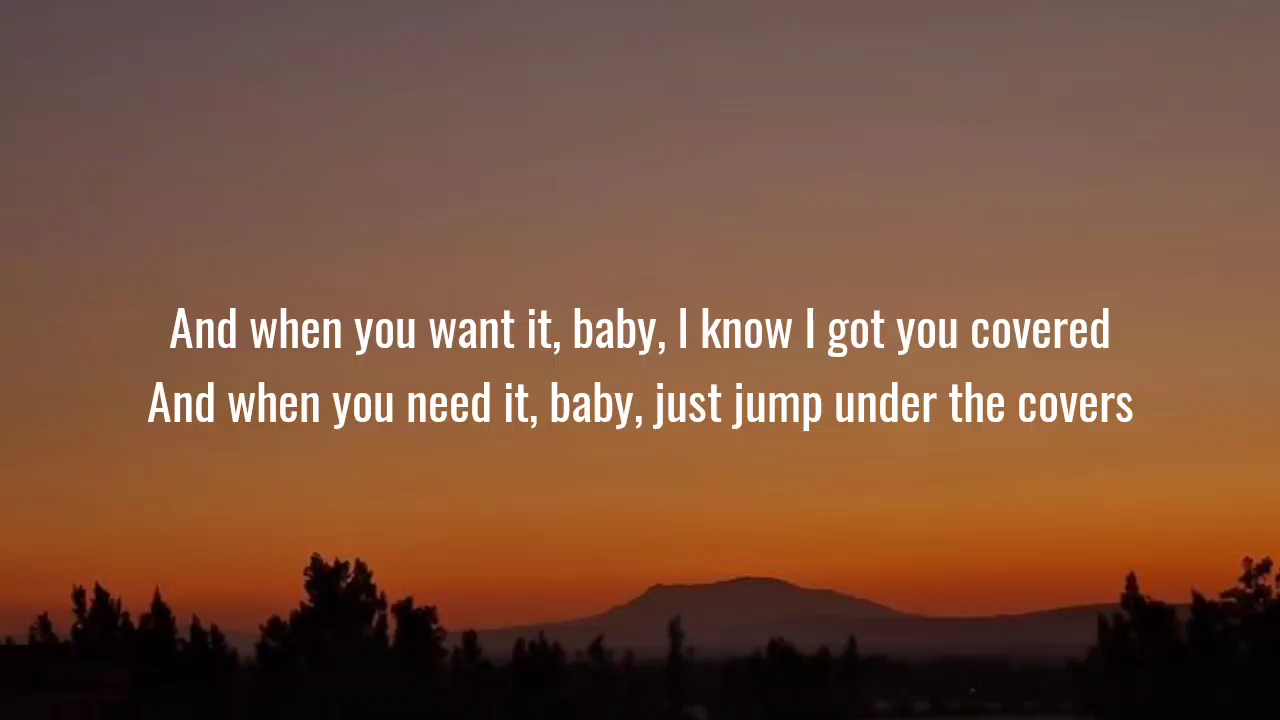 And when you want it, baby, I know I got you covered
And when you need it, baby, just jump under the covers